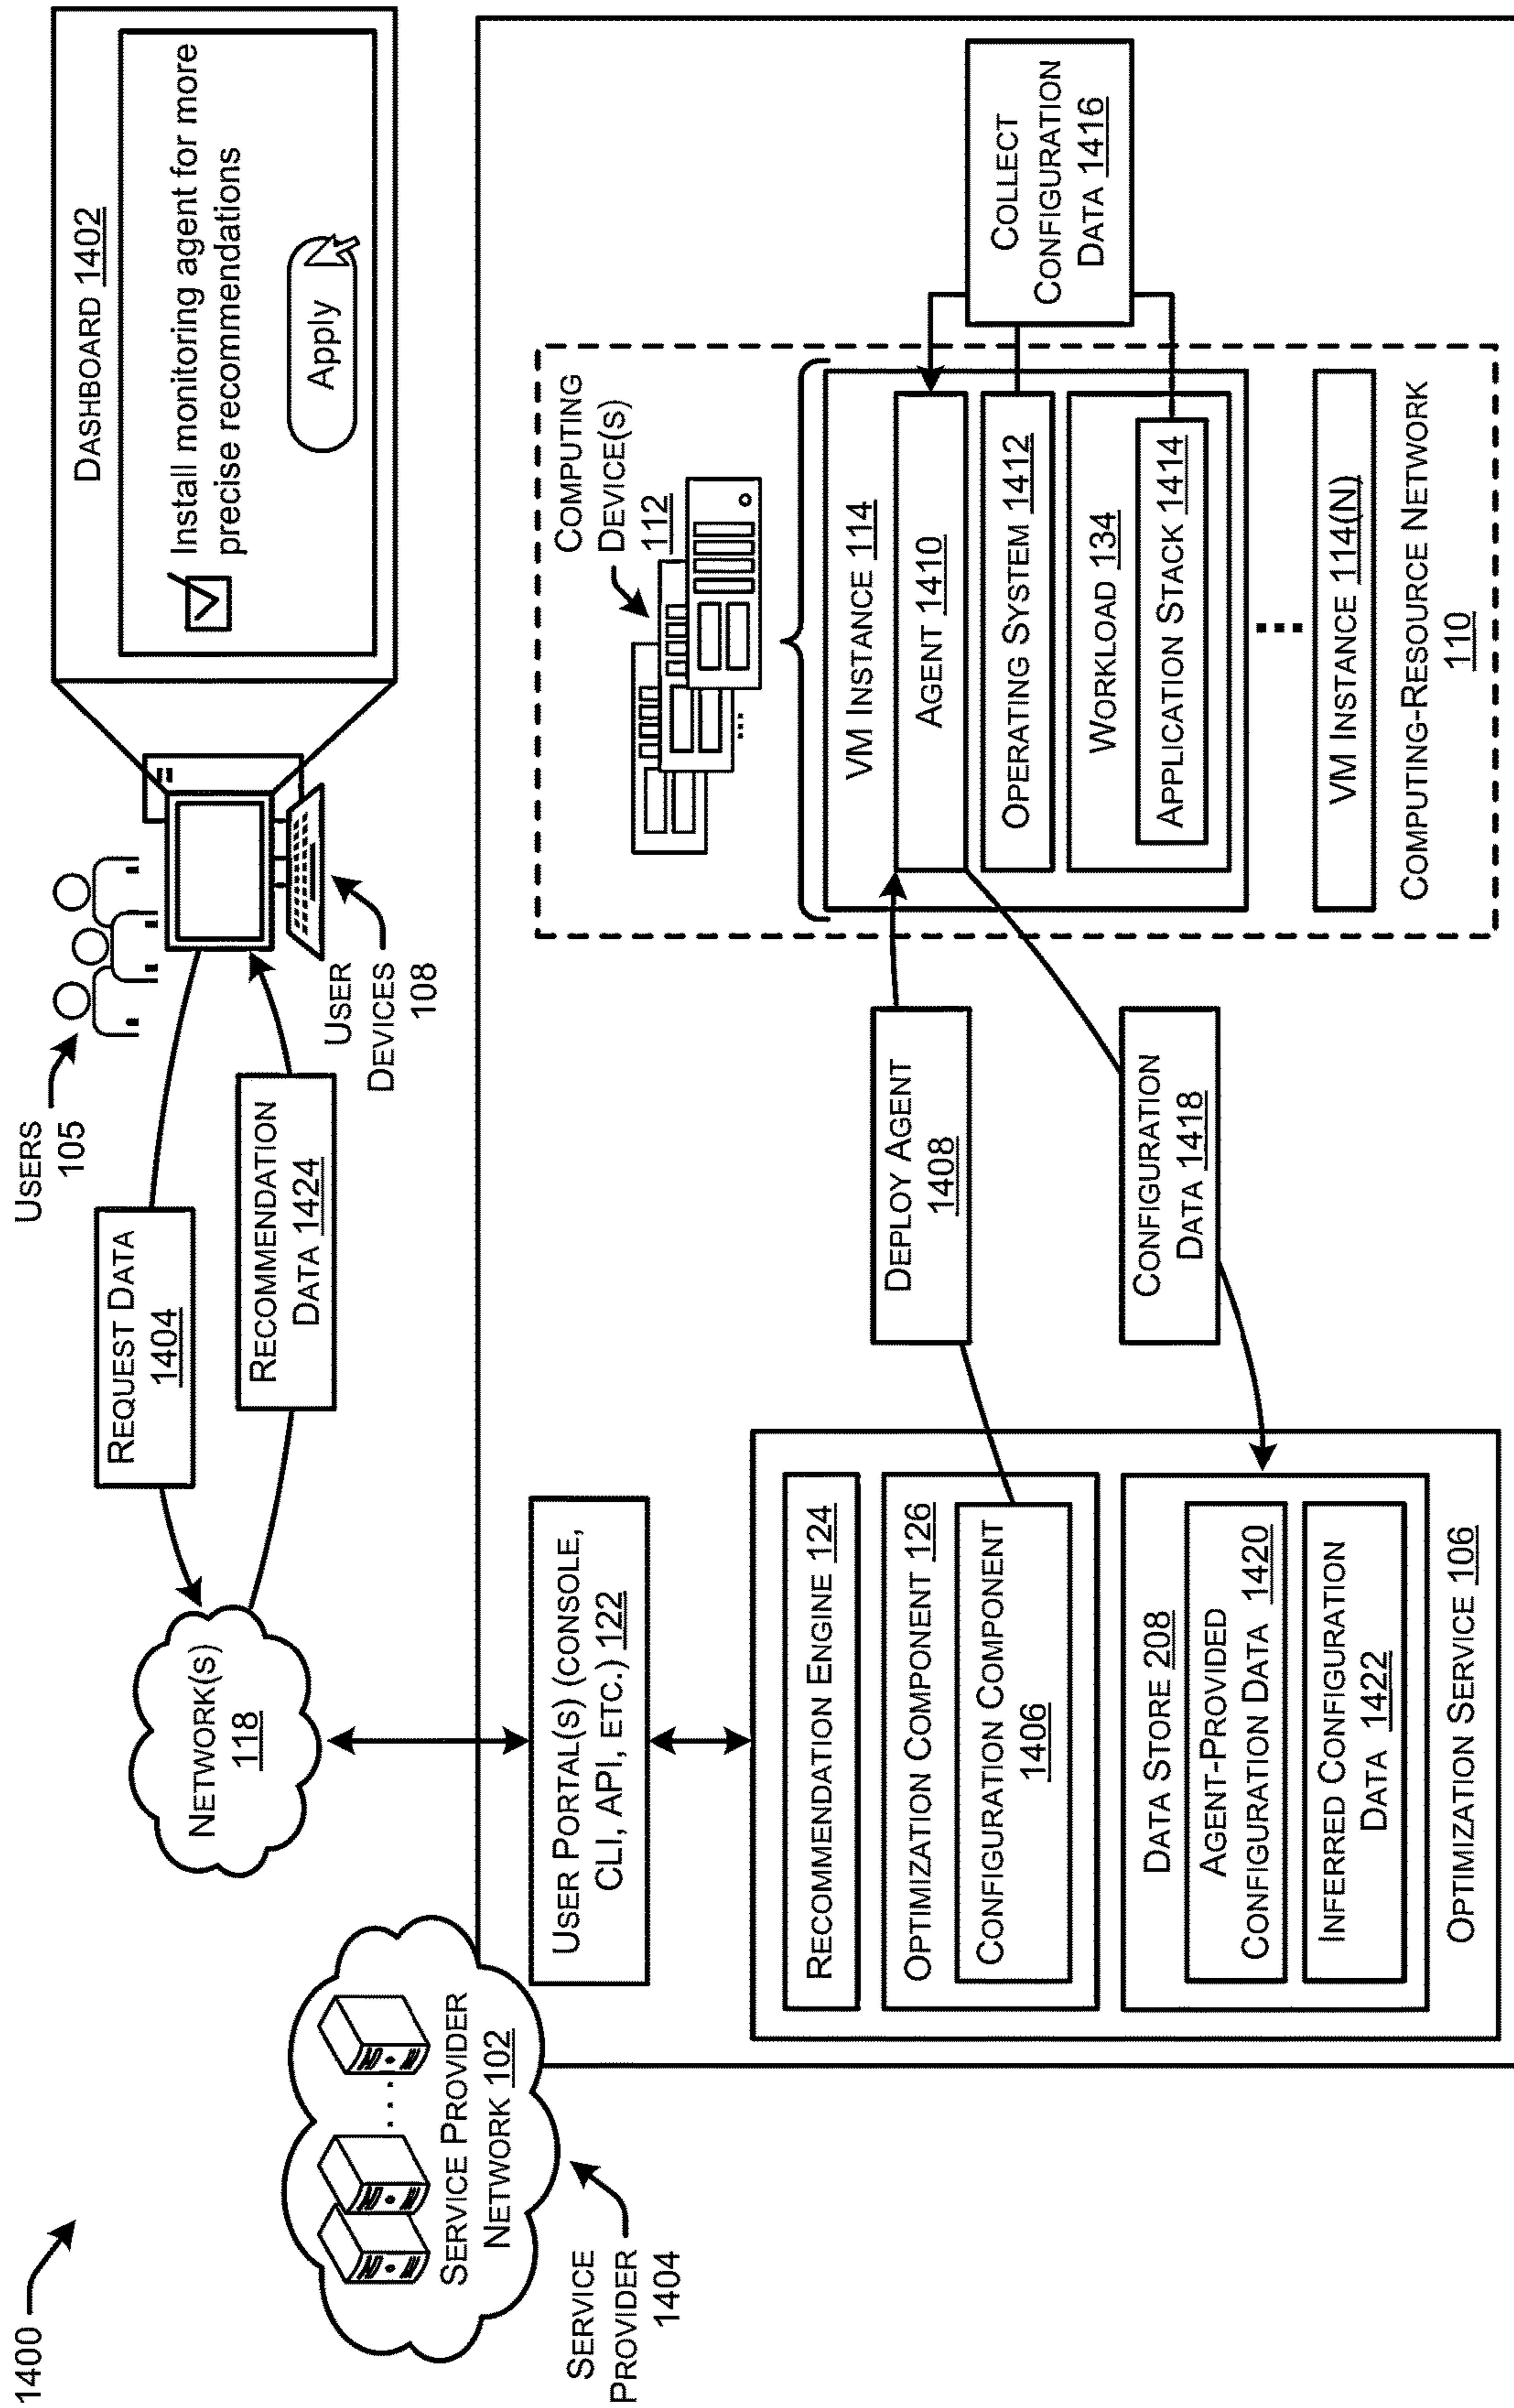 1400
USERS
105
DASHBOARD 1402
Install monitoring agent for more
precise recommendations
Apply
REQUEST DATA
1404
RECOMMENDATION
DATA 1424
USER
DEVICES
108
NETWORK(S)
118
SERVICE PROVIDER
NETWORK 102
SERVICE
PROVIDER
1404
USER PORTAL(S) (CONSOLE,
CLI, API, ETC.) 122
RECOMMENDATION ENGINE 124
OPTIMIZATION COMPONENT 126
CONFIGURATION COMPONENT
1406
DATA STORE 208
AGENT-PROVIDED
CONFIGURATION DATA 1420
INFERRED CONFIGURATION
DATA 1422
OPTIMIZATION SERVICE 106
DEPLOY AGENT
1408
CONFIGURATION
DATA 1418
COMPUTING
DEVICE(S)
112
VM INSTANCE 114
AGENT 1410
OPERATING SYSTEM 1412
WORKLOAD 134
APPLICATION STACK 1414
VM INSTANCE 114(N)
COMPUTING-RESOURCE NETWORK
110
COLLECT
CONFIGURATION
DATA 1416